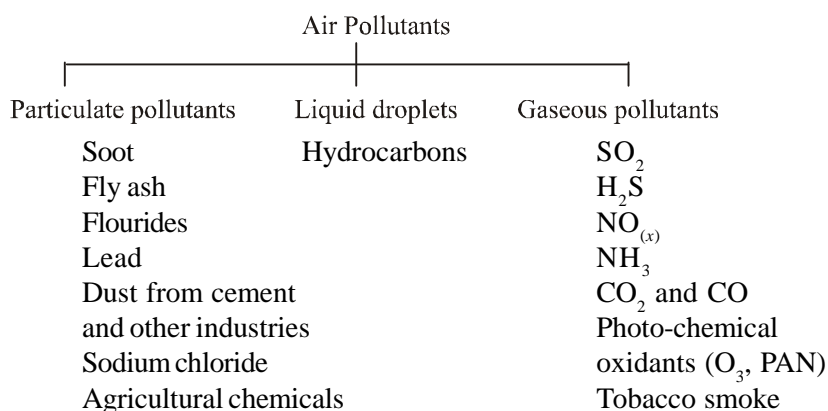 Air Pollutants
Particulate pollutants Liquid droplets Gaseous pollutants
Soot Hydrocarbons SO₂
Fly ash H₂S
Flourides NO₍ₓ₎
Lead NH₃
Dust from cement CO₂ and CO
and other industries Photo-chemical
Sodium chloride oxidants (O₃, PAN)
Agricultural chemicals Tobacco smoke